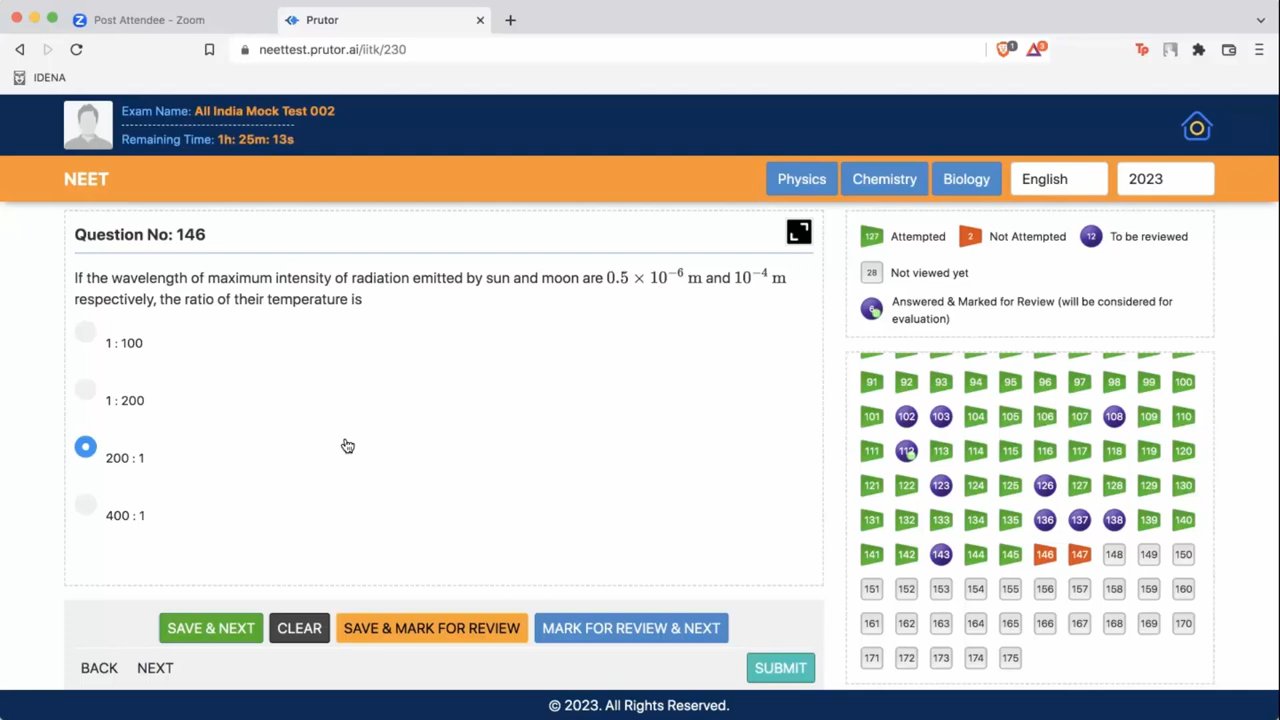 Post Attendee - Zoom
Prutor
neettest.prutor.ai/iitk/230
1
3
Tp
IDENA
Exam Name: All India Mock Test 002
Remaining Time: 1h: 25m: 13s
NEET
Physics
Chemistry
Biology
English
2023
Question No: 146
If the wavelength of maximum intensity of radiation emitted by sun and moon are 0.5 × 10⁻⁶ m and 10⁻⁴ m
respectively, the ratio of their temperature is
1 : 100
1 : 200
200 : 1
400 : 1
SAVE & NEXT
CLEAR
SAVE & MARK FOR REVIEW
MARK FOR REVIEW & NEXT
BACK
NEXT
SUBMIT
127 Attempted
2 Not Attempted
12 To be reviewed
28 Not viewed yet
Answered & Marked for Review (will be considered for
evaluation)
91 92 93 94 95 96 97 98 99 100
101 102 103 104 105 106 107 108 109 110
111 112 113 114 115 116 117 118 119 120
121 122 123 124 125 126 127 128 129 130
131 132 133 134 135 136 137 138 139 140
141 142 143 144 145 146 147 148 149 150
151 152 153 154 155 156 157 158 159 160
161 162 163 164 165 166 167 168 169 170
171 172 173 174 175
© 2023. All Rights Reserved.